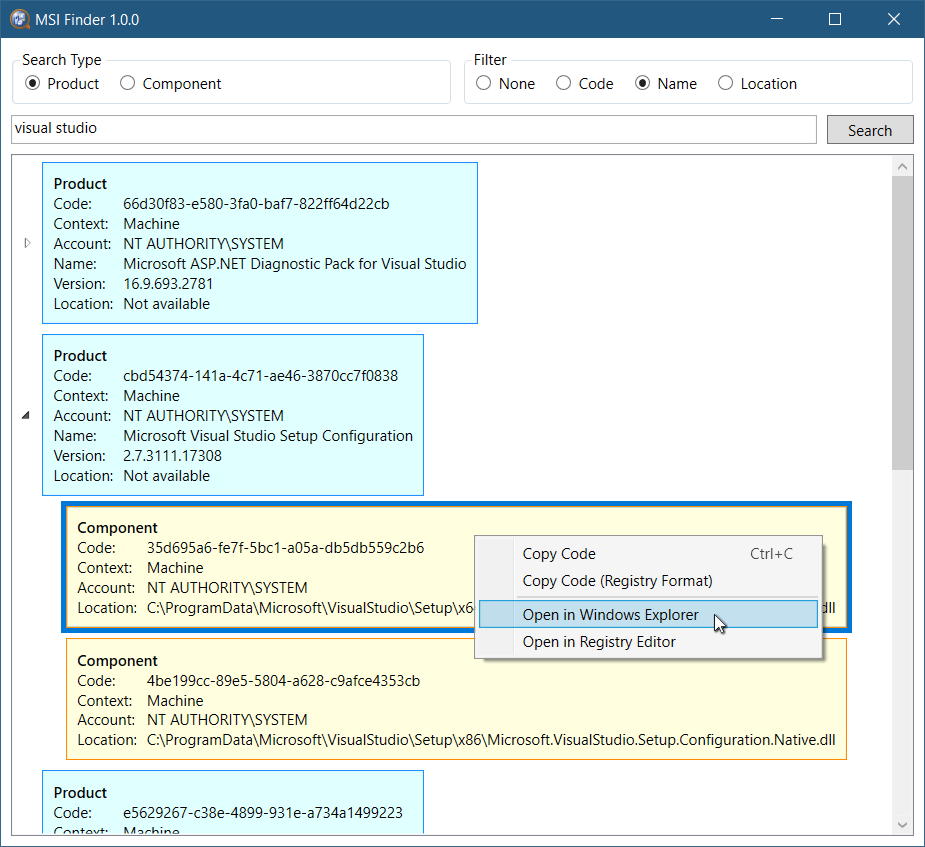 MSI Finder 1.0.0
Search Type
Product Component
Filter
None Code Name Location
visual studio
Search
Product
Code: 66d30f83-e580-3fa0-baf7-822ff64d22cb
Context: Machine
Account: NT AUTHORITY\SYSTEM
Name: Microsoft ASP.NET Diagnostic Pack for Visual Studio
Version: 16.9.693.2781
Location: Not available
Product
Code: cbd54374-141a-4c71-ae46-3870cc7f0838
Context: Machine
Account: NT AUTHORITY\SYSTEM
Name: Microsoft Visual Studio Setup Configuration
Version: 2.7.3111.17308
Location: Not available
Component
Code: 35d695a6-fe7f-5bc1-a05a-db5db559c2b6
Context: Machine
Account: NT AUTHORITY\SYSTEM
Location: C:\ProgramData\Microsoft\VisualStudio\Setup\x6 dll
Copy Code Ctrl+C
Copy Code (Registry Format)
Open in Windows Explorer
Open in Registry Editor
Component
Code: 4be199cc-89e5-5804-a628-c9afce4353cb
Context: Machine
Account: NT AUTHORITY\SYSTEM
Location: C:\ProgramData\Microsoft\VisualStudio\Setup\x86\Microsoft.VisualStudio.Setup.Configuration.Native.dll
Product
Code: e5629267-c38e-4899-931e-a734a1499223
Context: Machine